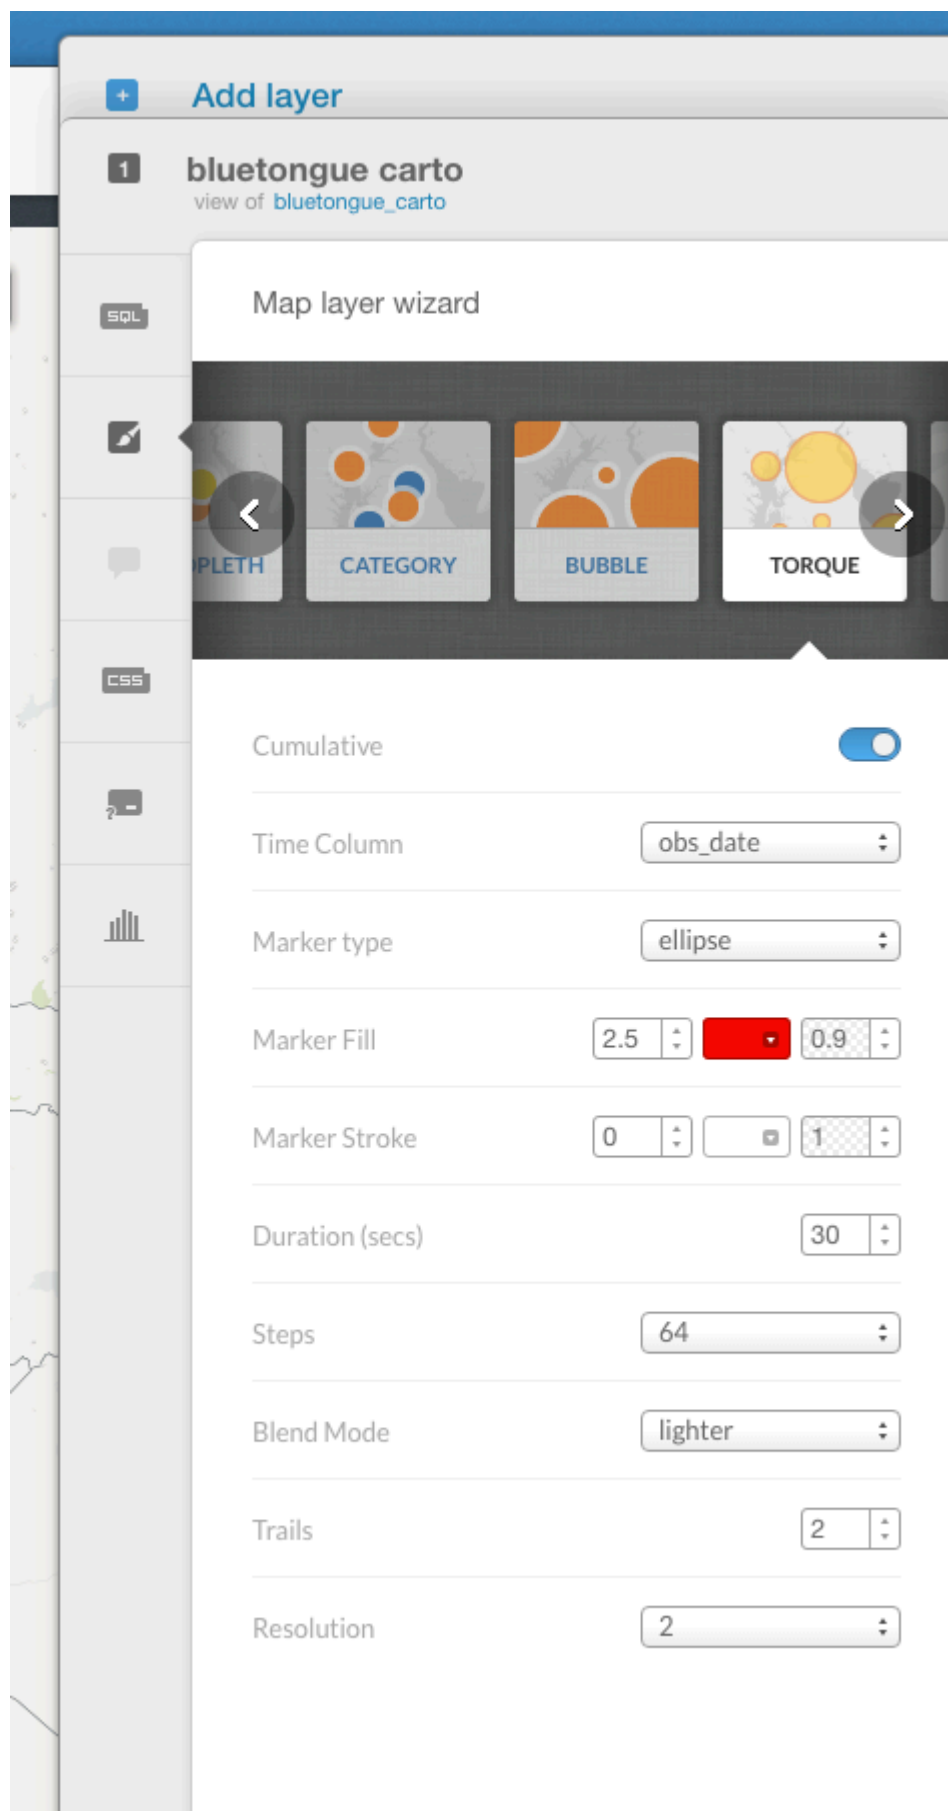 Add layer
1
bluetongue carto
view of bluetongue_carto
SQL
Map layer wizard
OPLETH
CATEGORY
BUBBLE
TORQUE
CSS
Cumulative
Time Column obs_date
Marker type ellipse
Marker Fill 2.5 0.9
Marker Stroke 0 1
Duration (secs) 30
Steps 64
Blend Mode lighter
Trails 2
Resolution 2